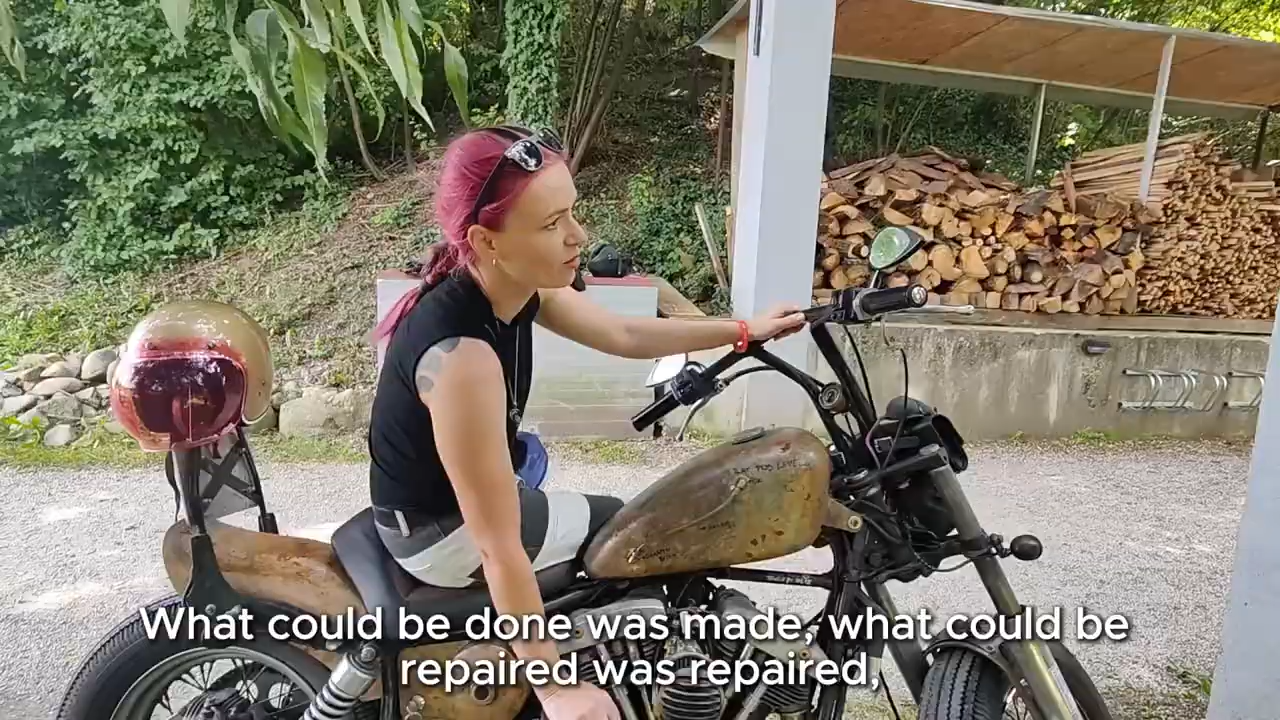 What could be done was made, what could be
repaired was repaired,